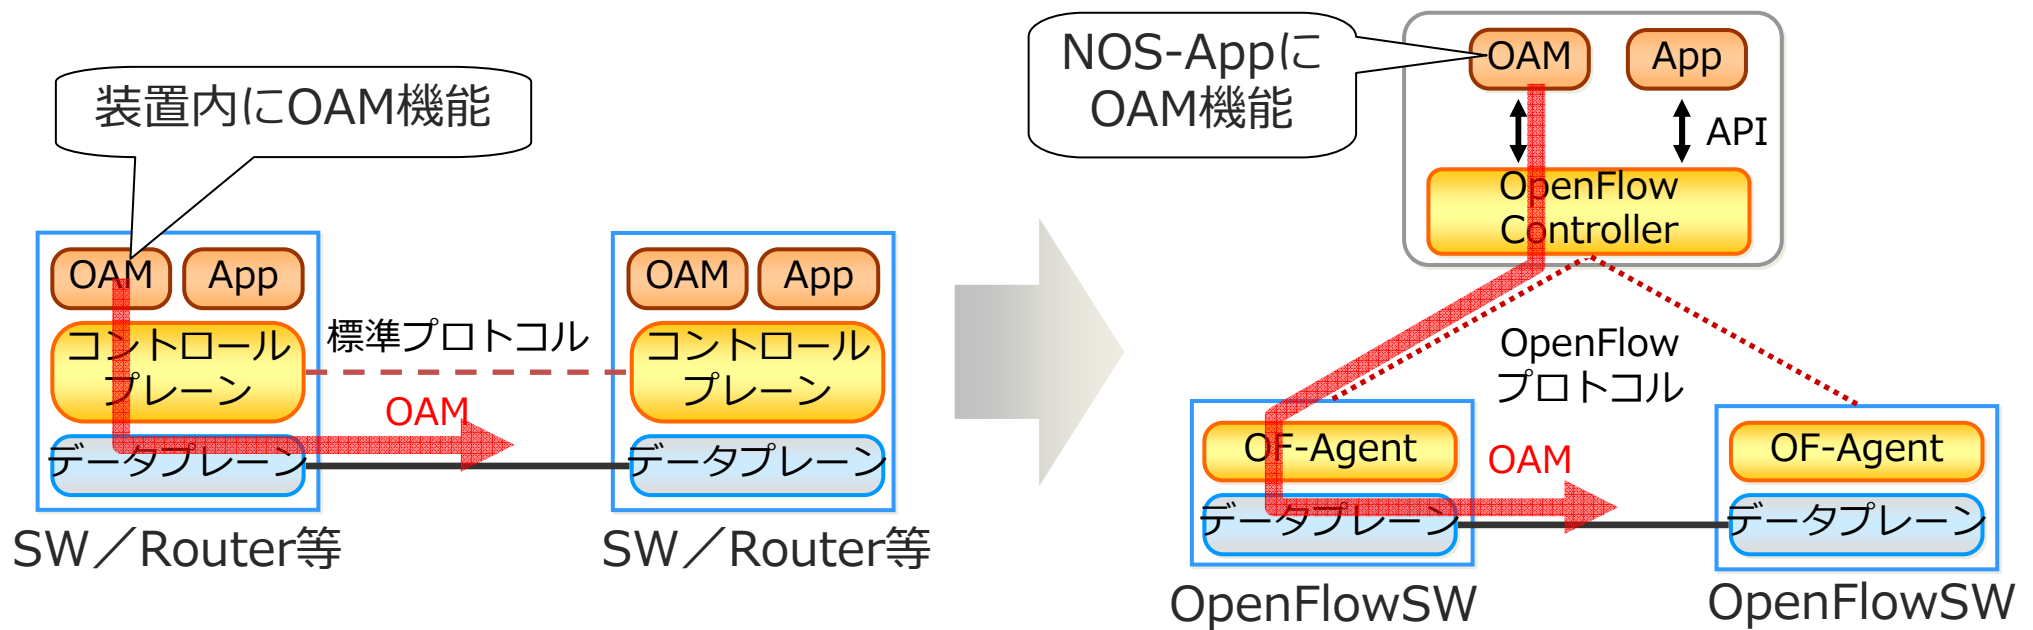 装置内にOAM機能
OAM
App
コントロール
プレーン
データプレーン
SW／Router等
標準プロトコル
OAM
OAM
App
コントロール
プレーン
データプレーン
SW／Router等
NOS-Appに
OAM機能
OAM
App
API
OpenFlow
Controller
OpenFlow
プロトコル
OF-Agent
データプレーン
OpenFlowSW
OAM
OF-Agent
データプレーン
OpenFlowSW